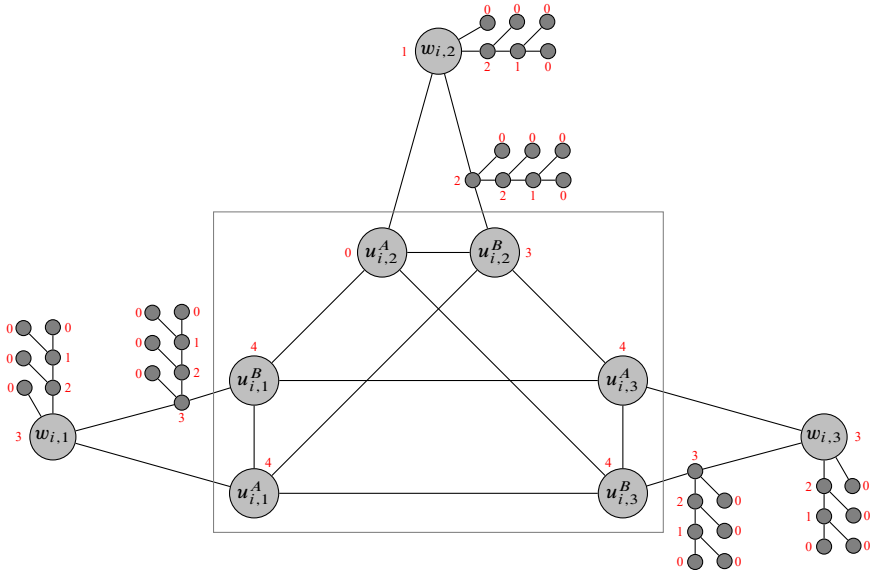 0 0 0
1 w_{i,2} 2 1 0
0 0 0
2 2 1 0
0 u^A_{i,2} u^B_{i,2} 3
0 0
0 0 0 1
4 4
0 1 0 2
u^B_{i,1} u^A_{i,3}
0 2 3
3 w_{i,1} w_{i,3} 3
4 4 3
2 0
u^A_{i,1} u^B_{i,3} 2 0
1 0
1 0
0 0
0 0